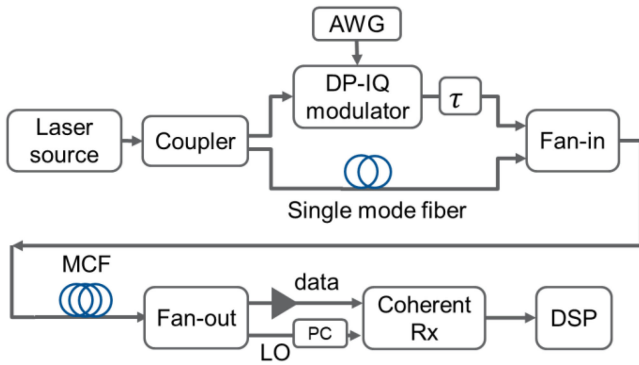 AWG
DP-IQ
modulator
τ
Laser
source
Coupler
Fan-in
Single mode fiber
MCF
Fan-out
data
LO
PC
Coherent
Rx
DSP